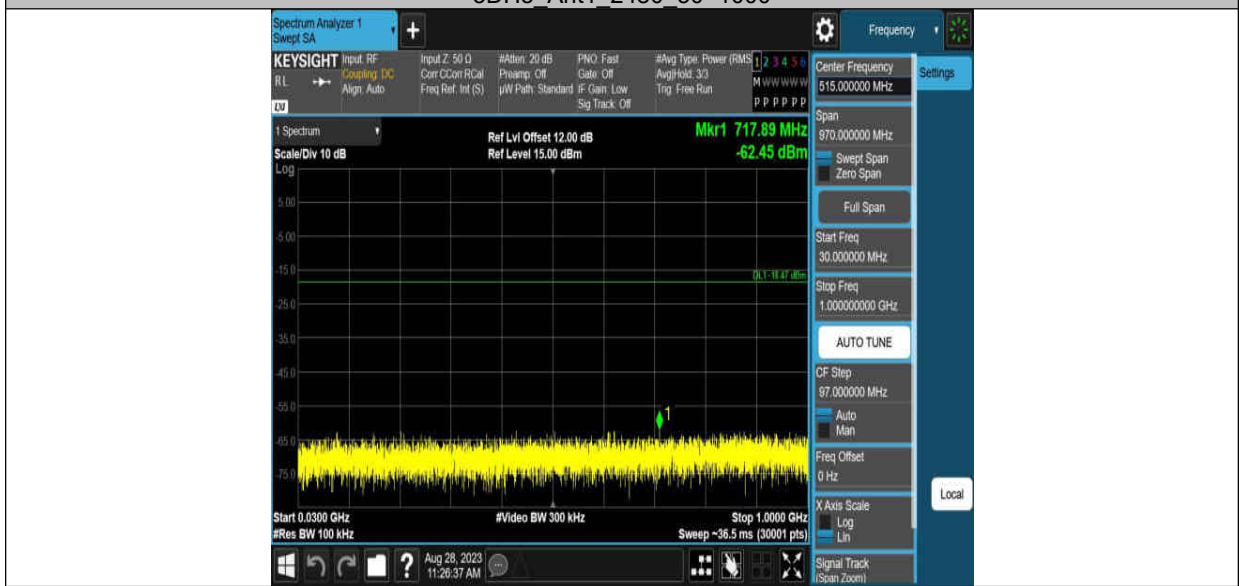 Spectrum Analyzer 1
Swept SA
+
Frequency
KEYSIGHT
RL
LXI
Input: RF
Coupling: DC
Align: Auto
Input Z: 50 Ω
Corr CCorr RCal
Freq Ref: Int (S)
#Atten: 20 dB
Preamp: Off
µW Path: Standard
PNO: Fast
Gate: Off
IF Gain: Low
Sig Track: Off
#Avg Type: Power (RMS
Avg|Hold: 3/3
Trig: Free Run
1 2 3 4 5 6
M W W W W W
P P P P P P
Center Frequency
515.000000 MHz
Settings
Span
970.000000 MHz
Swept Span
Zero Span
Full Span
Start Freq
30.000000 MHz
Stop Freq
1.000000000 GHz
AUTO TUNE
CF Step
97.000000 MHz
Auto
Man
Freq Offset
0 Hz
X Axis Scale
Log
Lin
Signal Track
(Span Zoom)
Local
1 Spectrum
Scale/Div 10 dB
Log
Ref Lvl Offset 12.00 dB
Ref Level 15.00 dBm
Mkr1 717.89 MHz
-62.45 dBm
5.00
-5.00
-15.0
DL1 -18.47 dBm
-25.0
-35.0
-45.0
-55.0
1
-65.0
-75.0
Start 0.0300 GHz
#Res BW 100 kHz
#Video BW 300 kHz
Stop 1.0000 GHz
Sweep ~36.5 ms (30001 pts)
?
Aug 28, 2023
11:26:37 AM